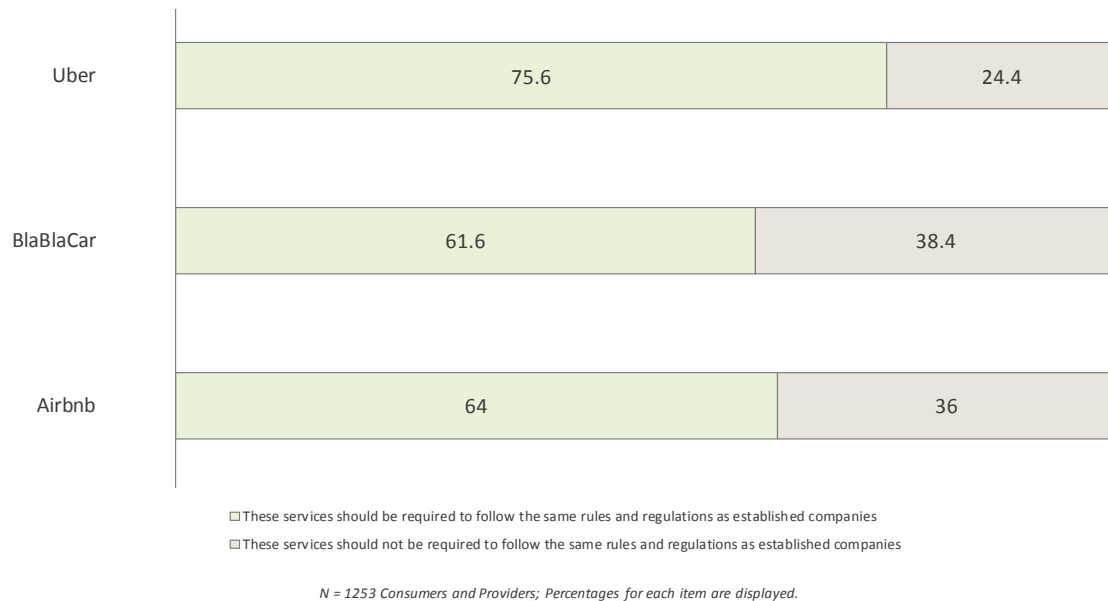 Uber
75.6 24.4
BlaBlaCar
61.6 38.4
Airbnb
64 36
These services should be required to follow the same rules and regulations as established companies
These services should not be required to follow the same rules and regulations as established companies
N = 1253 Consumers and Providers; Percentages for each item are displayed.